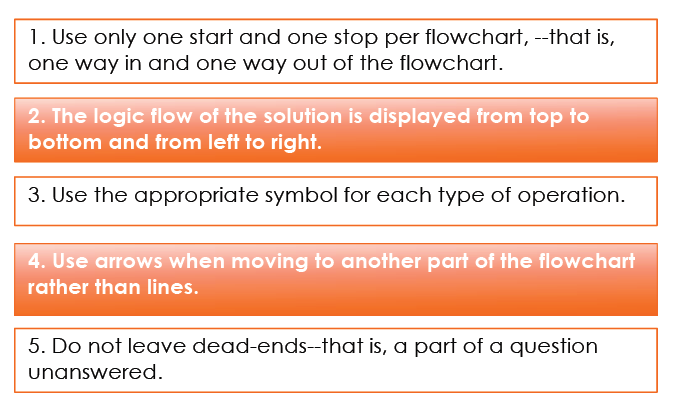 1. Use only one start and one stop per flowchart, --that is,
one way in and one way out of the flowchart.
2. The logic flow of the solution is displayed from top to
bottom and from left to right.
3. Use the appropriate symbol for each type of operation.
4. Use arrows when moving to another part of the flowchart
rather than lines.
5. Do not leave dead-ends--that is, a part of a question
unanswered.